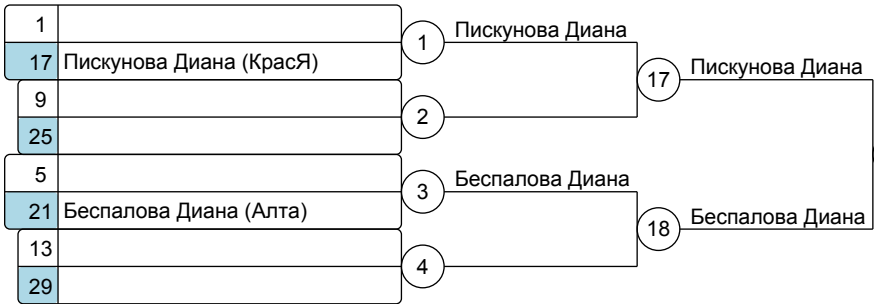 1
17 Пискунова Диана (КрасЯ)
1
Пискунова Диана
17
Пискунова Диана
9
25
2
5
21 Беспалова Диана (Алта)
3
Беспалова Диана
18
Беспалова Диана
13
29
4